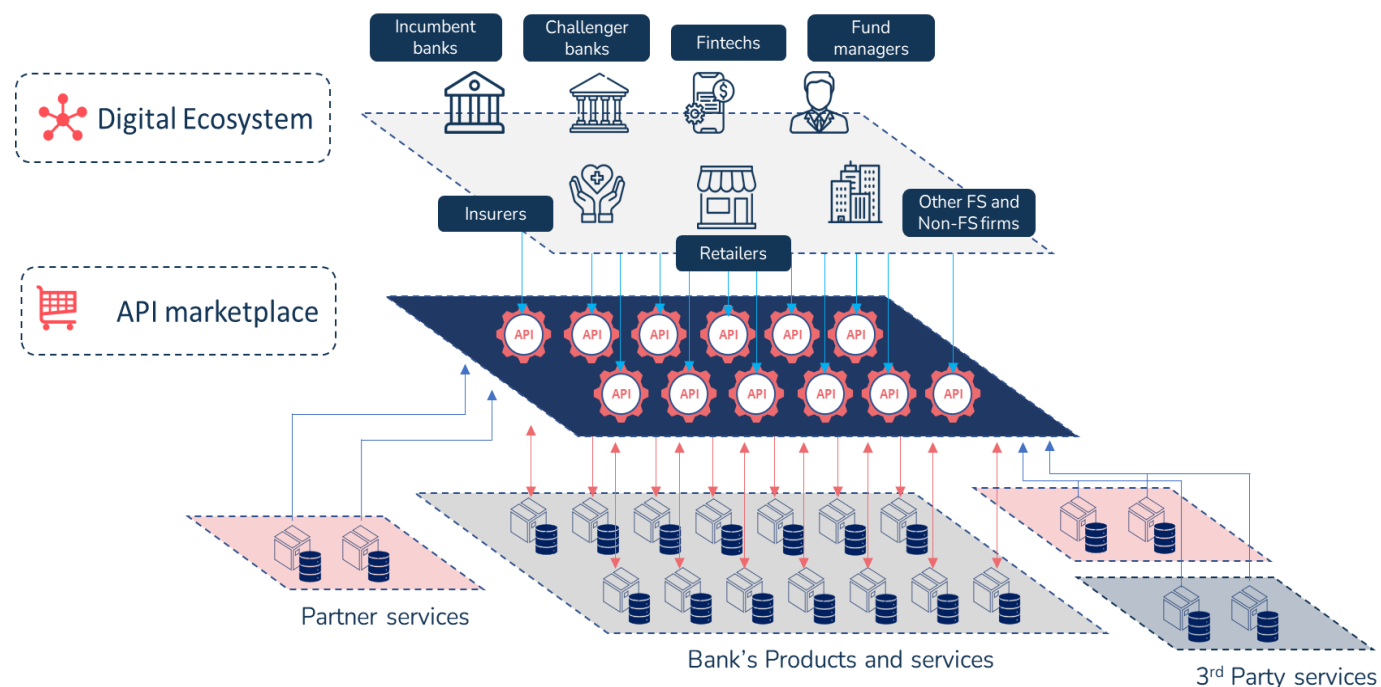 Incumbent
banks
Challenger
banks
Fintechs
Fund
managers
Digital Ecosystem
$
Insurers
Other FS and
Non-FS firms
Retailers
API marketplace
API API API API API API
API API API API API API
Partner services
Bank's Products and services
3rd Party services